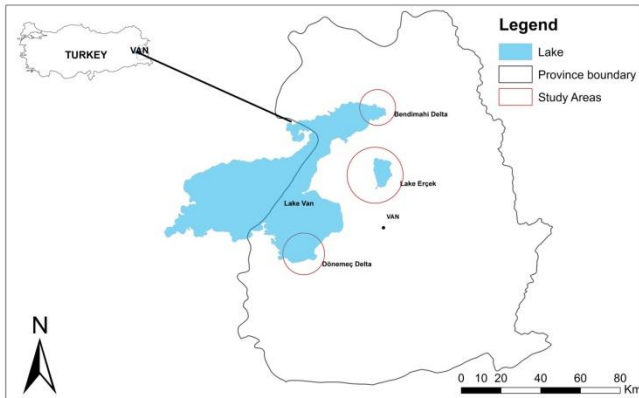 TURKEY
VAN
Legend
Lake
Province boundary
Study Areas
Bendimahi Delta
Lake Erçek
Lake Van
VAN
Dönemeç Delta
N
0 10 20 40 60 80
Km